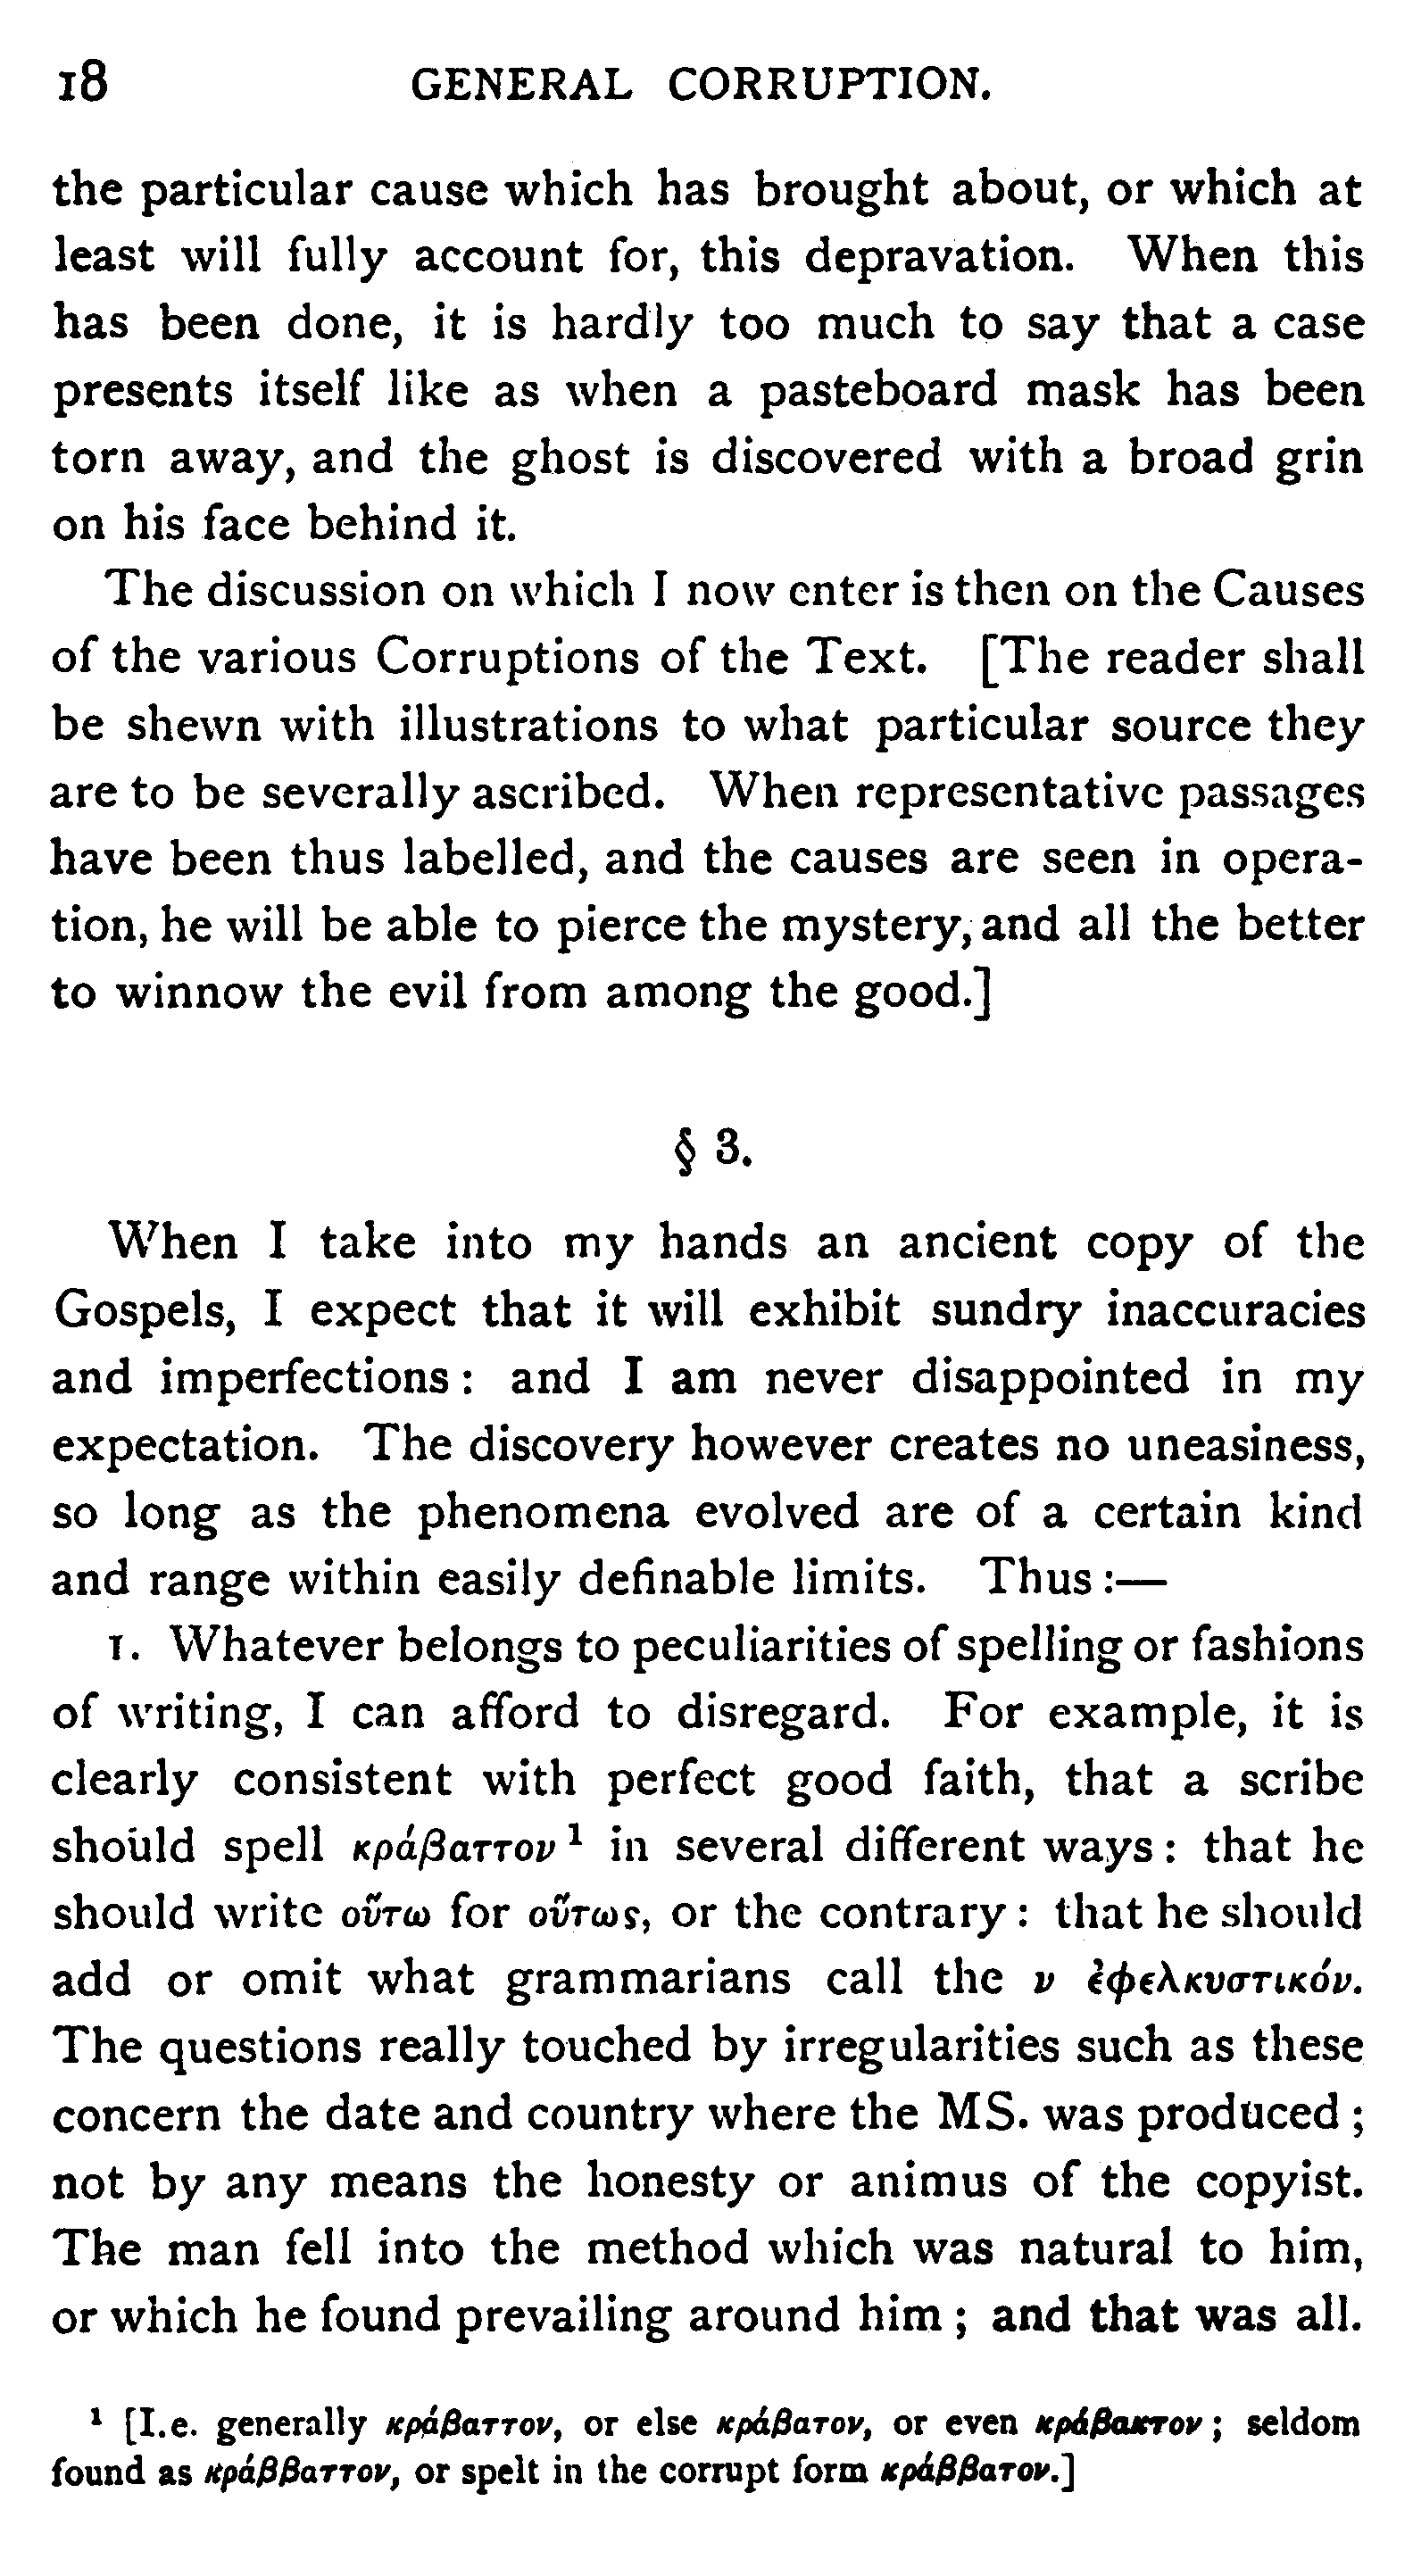 18 GENERAL CORRUPTION.
the particular cause which has brought about, or which at
least will fully account for, this depravation. When this
has been done, it is hardly too much to say that a case
presents itself like as when a pasteboard mask has been
torn away, and the ghost is discovered with a broad grin
on his face behind it.
The discussion on which I now enter is then on the Causes
of the various Corruptions of the Text. [The reader shall
be shewn with illustrations to what particular source they
are to be severally ascribed. When representative passages
have been thus labelled, and the causes are seen in opera-
tion, he will be able to pierce the mystery, and all the better
to winnow the evil from among the good.]
§ 3.
When I take into my hands an ancient copy of the
Gospels, I expect that it will exhibit sundry inaccuracies
and imperfections : and I am never disappointed in my
expectation. The discovery however creates no uneasiness,
so long as the phenomena evolved are of a certain kind
and range within easily definable limits. Thus :—
1. Whatever belongs to peculiarities of spelling or fashions
of writing, I can afford to disregard. For example, it is
clearly consistent with perfect good faith, that a scribe
should spell κράβαττον ¹ in several different ways : that he
should write οὕτω for οὕτως, or the contrary : that he should
add or omit what grammarians call the ν ἐφελκυστικόν.
The questions really touched by irregularities such as these
concern the date and country where the MS. was produced ;
not by any means the honesty or animus of the copyist.
The man fell into the method which was natural to him,
or which he found prevailing around him ; and that was all.
¹ [I.e. generally κράβαττον, or else κράβατον, or even κράβακτον ; seldom
found as κράββαττον, or spelt in the corrupt form κράββατον.]